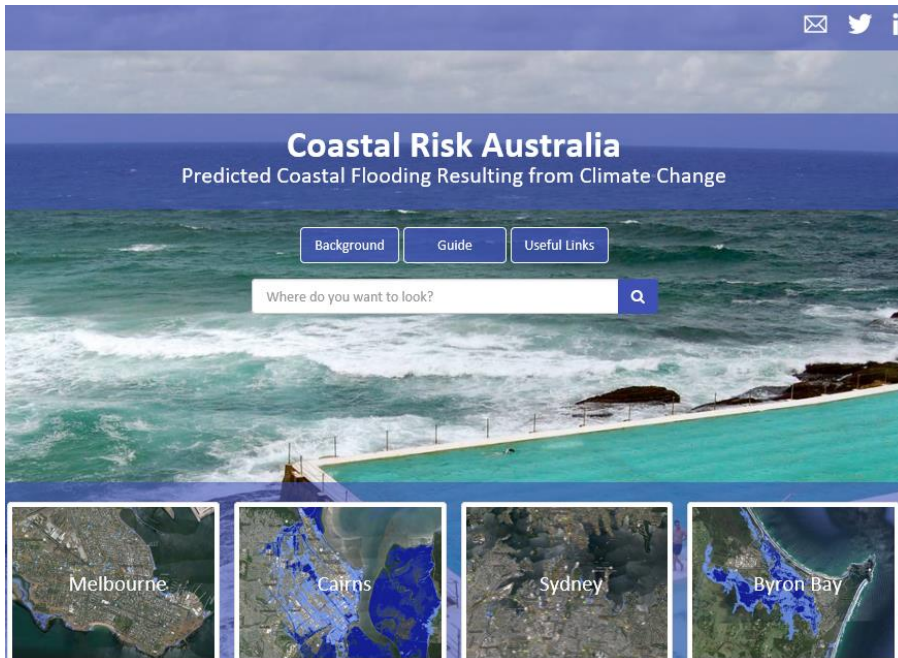 Coastal Risk Australia
Predicted Coastal Flooding Resulting from Climate Change
Background Guide Useful Links
Where do you want to look?
Melbourne Cairns Sydney Byron Bay